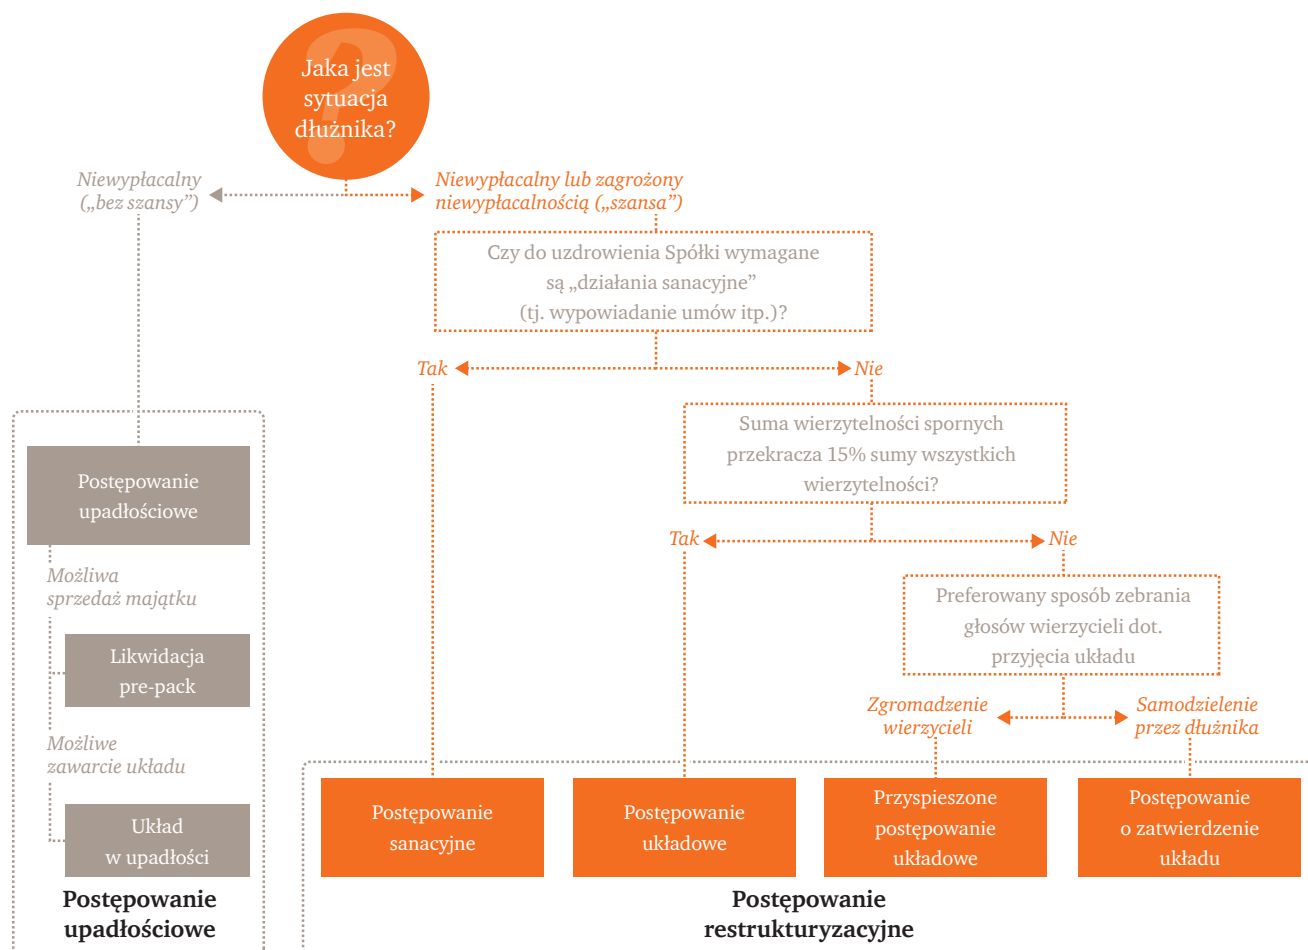 ?
Jaka jest
sytuacja
dłużnika?
Niewypłacalny
(„bez szansy”)
Niewypłacalny lub zagrożony
niewypłacalnością („szansa”)
Czy do uzdrowienia Spółki wymagane
są „działania sanacyjne”
(tj. wypowiadanie umów itp.)?
Tak
Nie
Suma wierzytelności spornych
przekracza 15% sumy wszystkich
wierzytelności?
Tak
Nie
Preferowany sposób zebrania
głosów wierzycieli dot.
przyjęcia układu
Zgromadzenie
wierzycieli
Samodzielenie
przez dłużnika
Postępowanie
upadłościowe
Możliwa
sprzedaż majątku
Likwidacja
pre-pack
Możliwe
zawarcie układu
Układ
w upadłości
Postępowanie
upadłościowe
Postępowanie
sanacyjne
Postępowanie
układowe
Przyspieszone
postępowanie
układowe
Postępowanie
o zatwierdzenie
układu
Postępowanie
restrukturyzacyjne